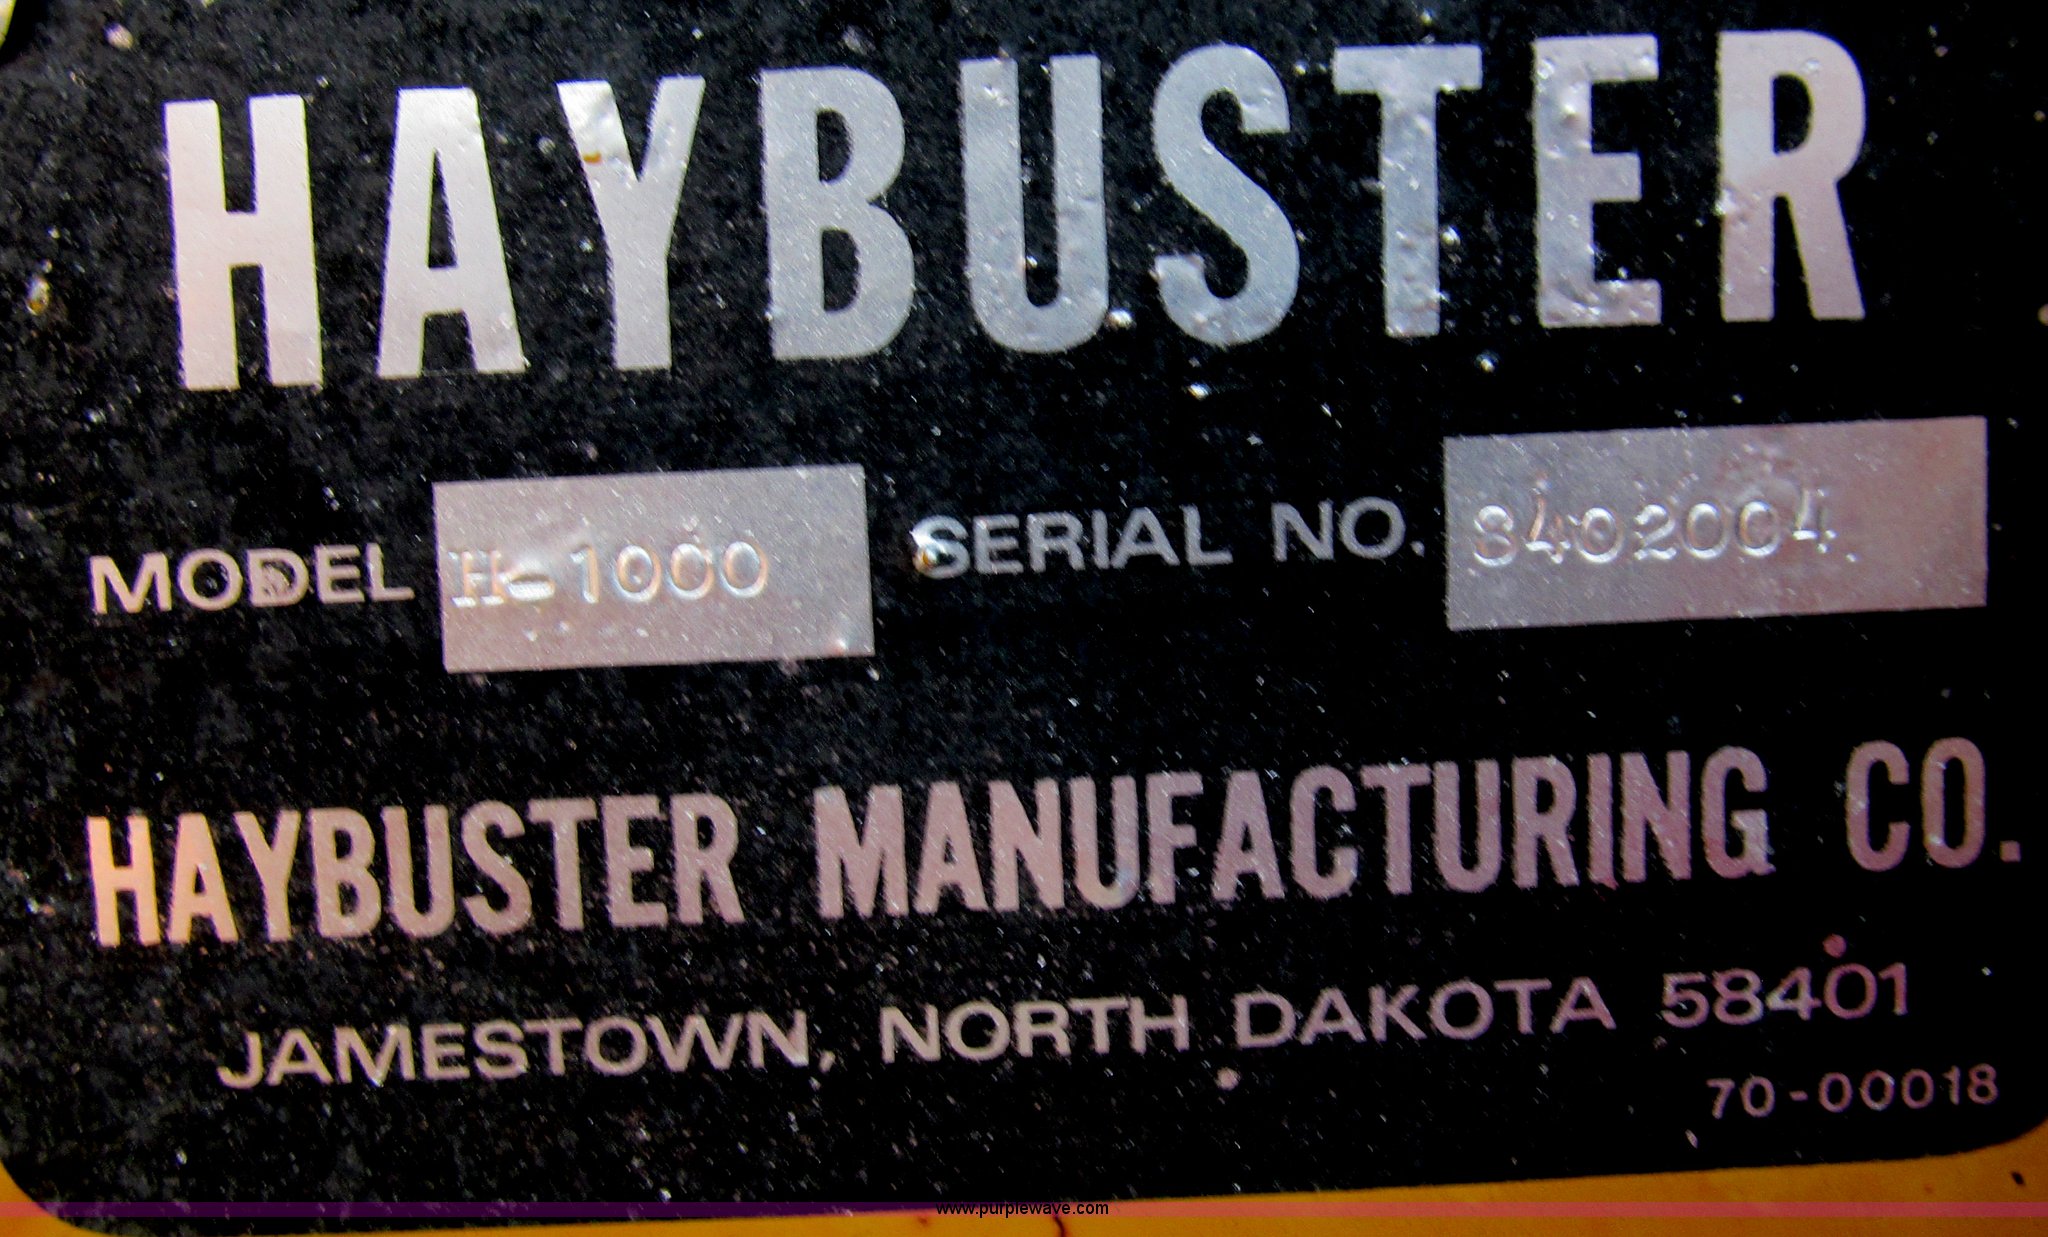 HAYBUSTER
MODEL H-1000 SERIAL NO. 8402004
HAYBUSTER MANUFACTURING CO.
JAMESTOWN, NORTH DAKOTA 58401
70-00018
www.purplewave.com